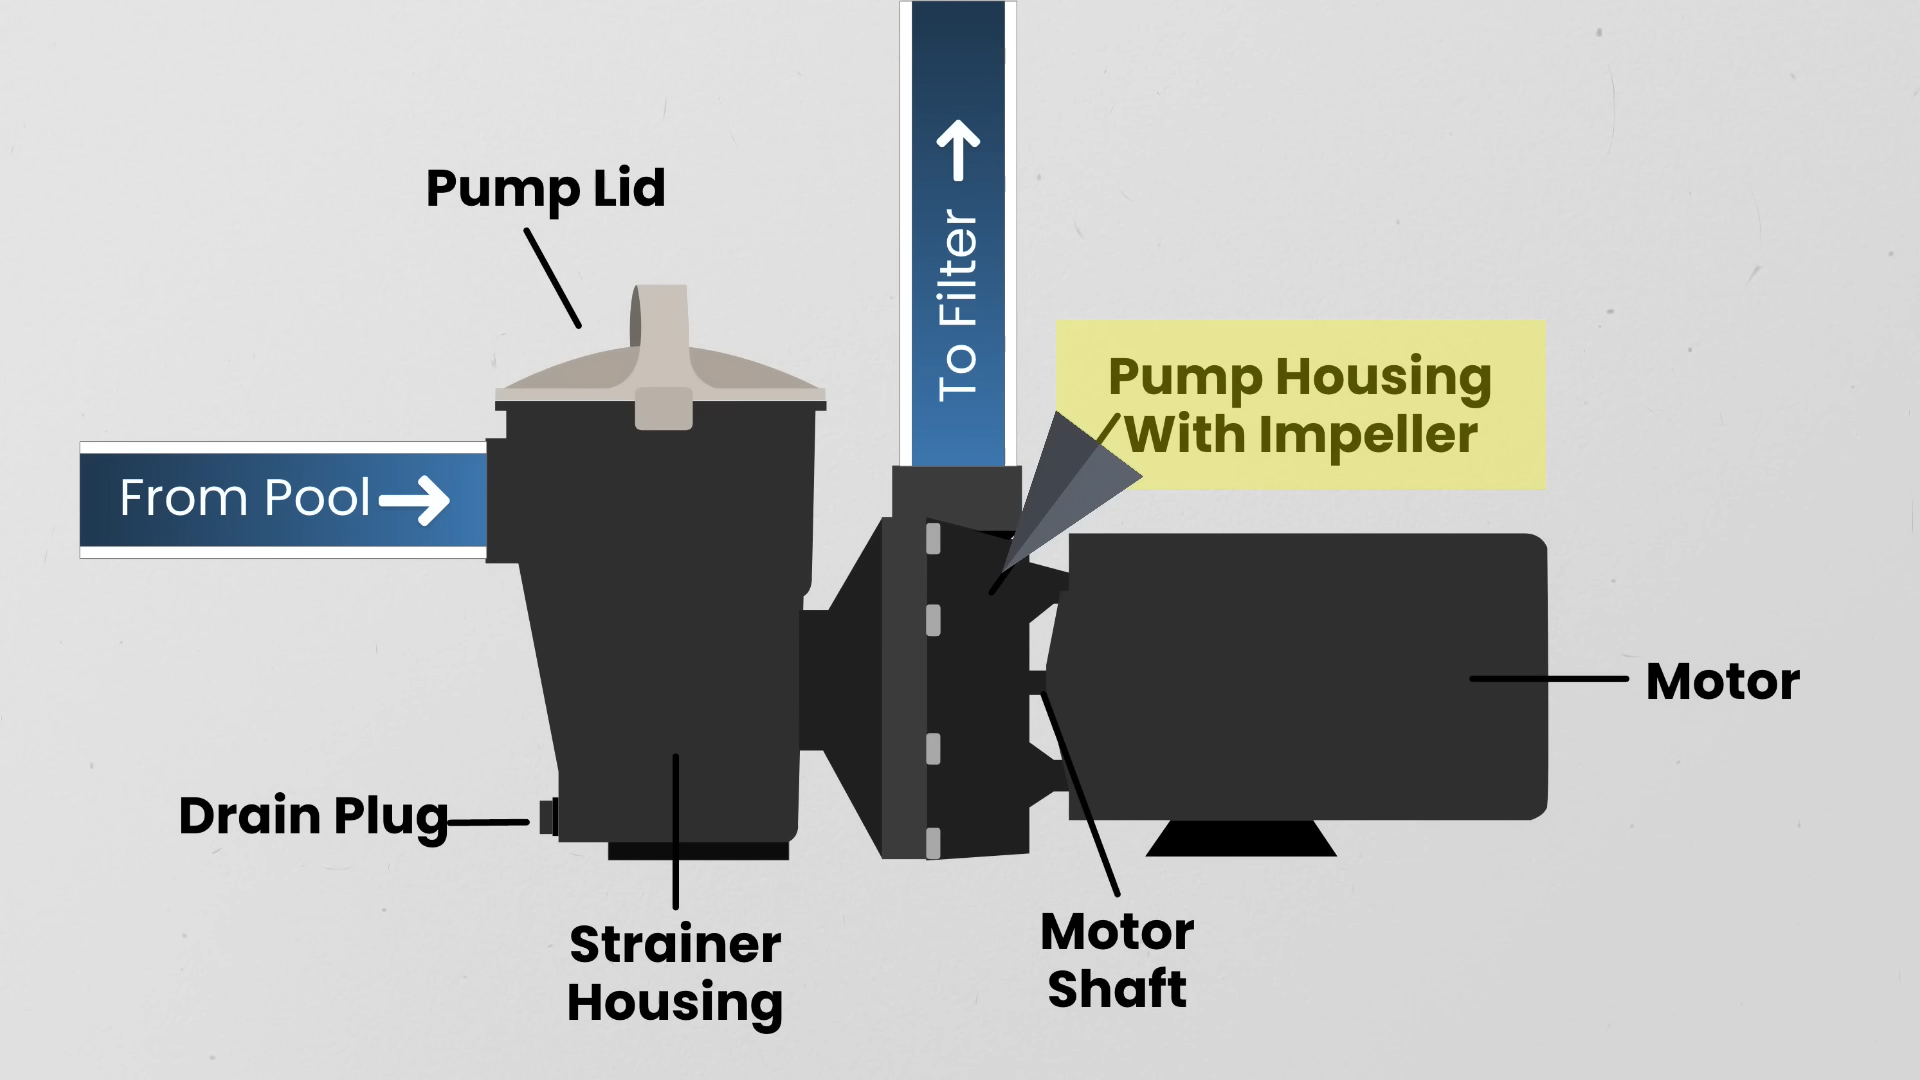 Pump Lid
To Filter
Pump Housing
With Impeller
From Pool
Motor
Drain Plug
Strainer
Housing
Motor
Shaft